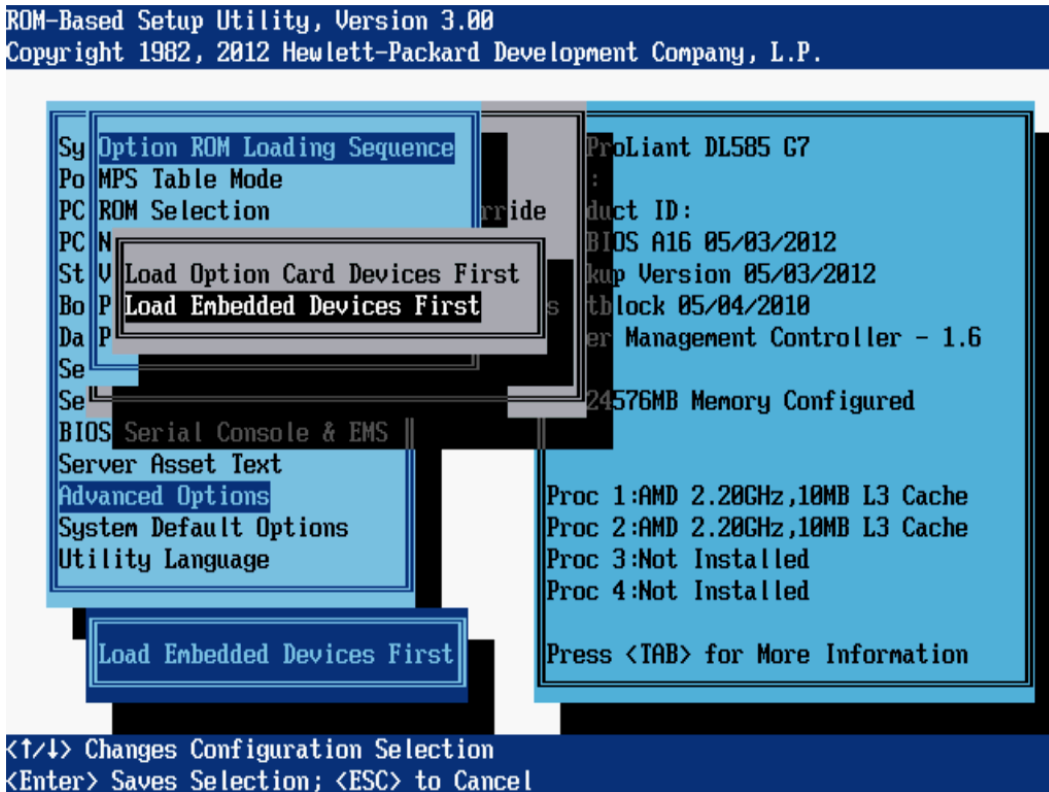 ROM-Based Setup Utility, Version 3.00
Copyright 1982, 2012 Hewlett-Packard Development Company, L.P.
Option ROM Loading Sequence
MPS Table Mode
ROM Selection
Load Option Card Devices First
Load Embedded Devices First
BIOS Serial Console & EMS
Server Asset Text
Advanced Options
System Default Options
Utility Language
Load Embedded Devices First
ProLiant DL585 G7
:
duct ID:
BIOS A16 05/03/2012
kup Version 05/03/2012
tblock 05/04/2010
er Management Controller - 1.6
24576MB Memory Configured
Proc 1:AMD 2.20GHz,10MB L3 Cache
Proc 2:AMD 2.20GHz,10MB L3 Cache
Proc 3:Not Installed
Proc 4:Not Installed
Press <TAB> for More Information
<↑/↓> Changes Configuration Selection
<Enter> Saves Selection; <ESC> to Cancel